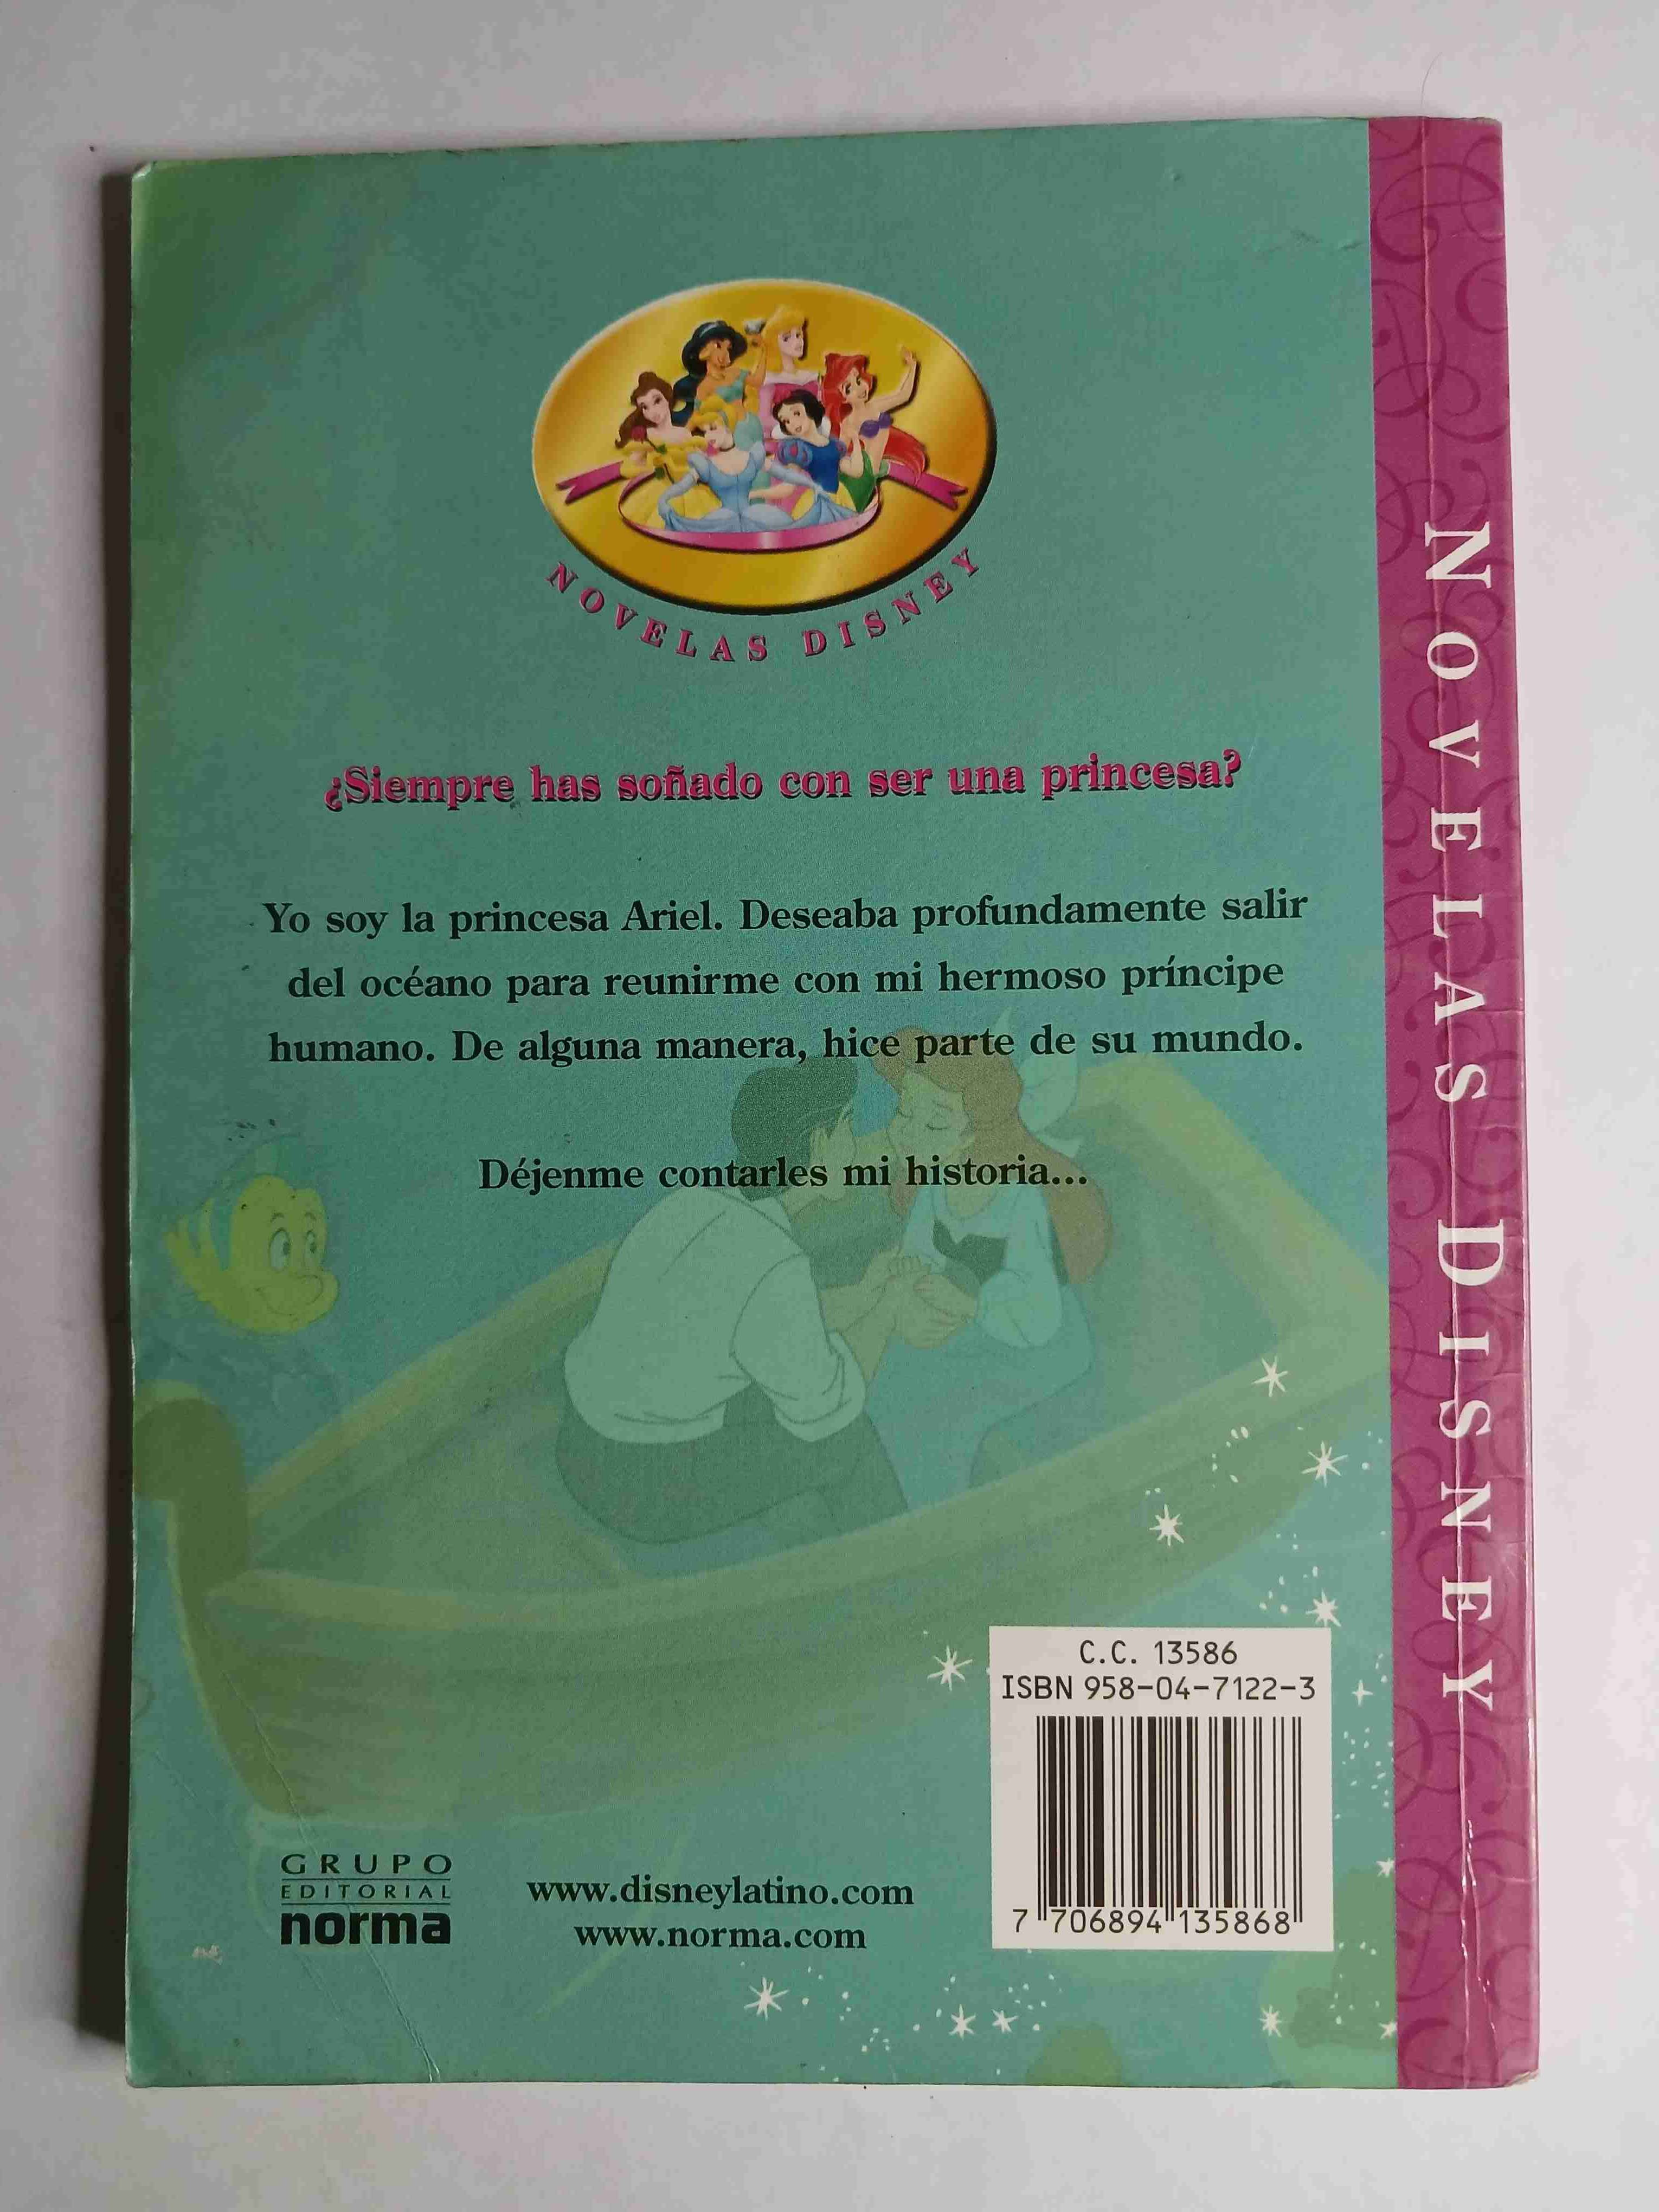 NOVELAS DISNEY
¿Siempre has soñado con ser una princesa?
Yo soy la princesa Ariel. Deseaba profundamente salir
del océano para reunirme con mi hermoso príncipe
humano. De alguna manera, hice parte de su mundo.
Déjenme contarles mi historia...
C.C. 13586
ISBN 958-04-7122-3
7 706894 135868
GRUPO
EDITORIAL
norma
www.disneylatino.com
www.norma.com
NOVELAS DISNEY